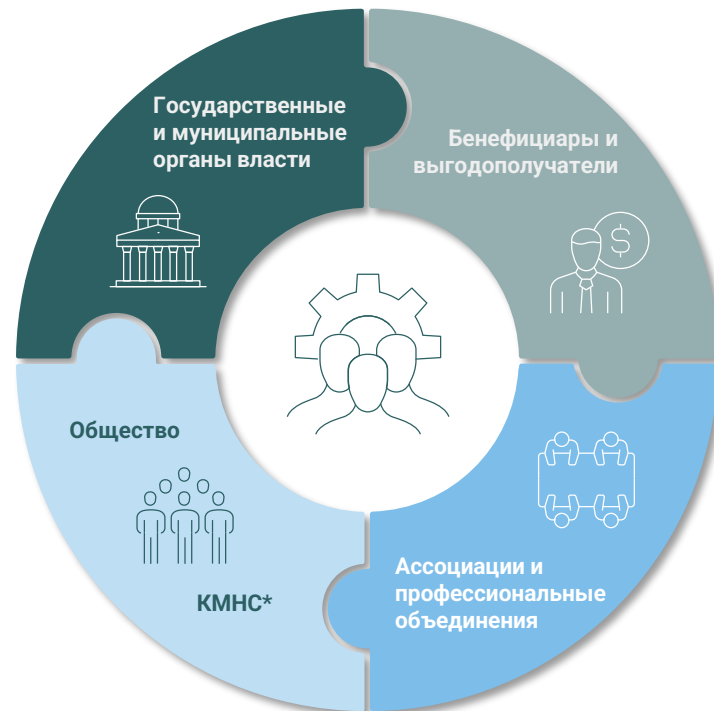 Государственные
и муниципальные
органы власти
Бенефициары и
выгодополучатели
$
Общество
КМНС*
Ассоциации и
профессиональные
объединения